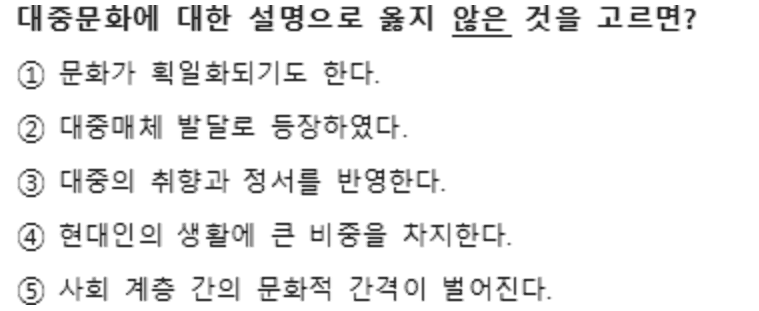 대중문화에 대한 설명으로 옳지 않은 것을 고르면?
① 문화가 획일화되기도 한다.
② 대중매체 발달로 등장하였다.
③ 대중의 취향과 정서를 반영한다.
④ 현대인의 생활에 큰 비중을 차지한다.
⑤ 사회 계층 간의 문화적 간격이 벌어진다.